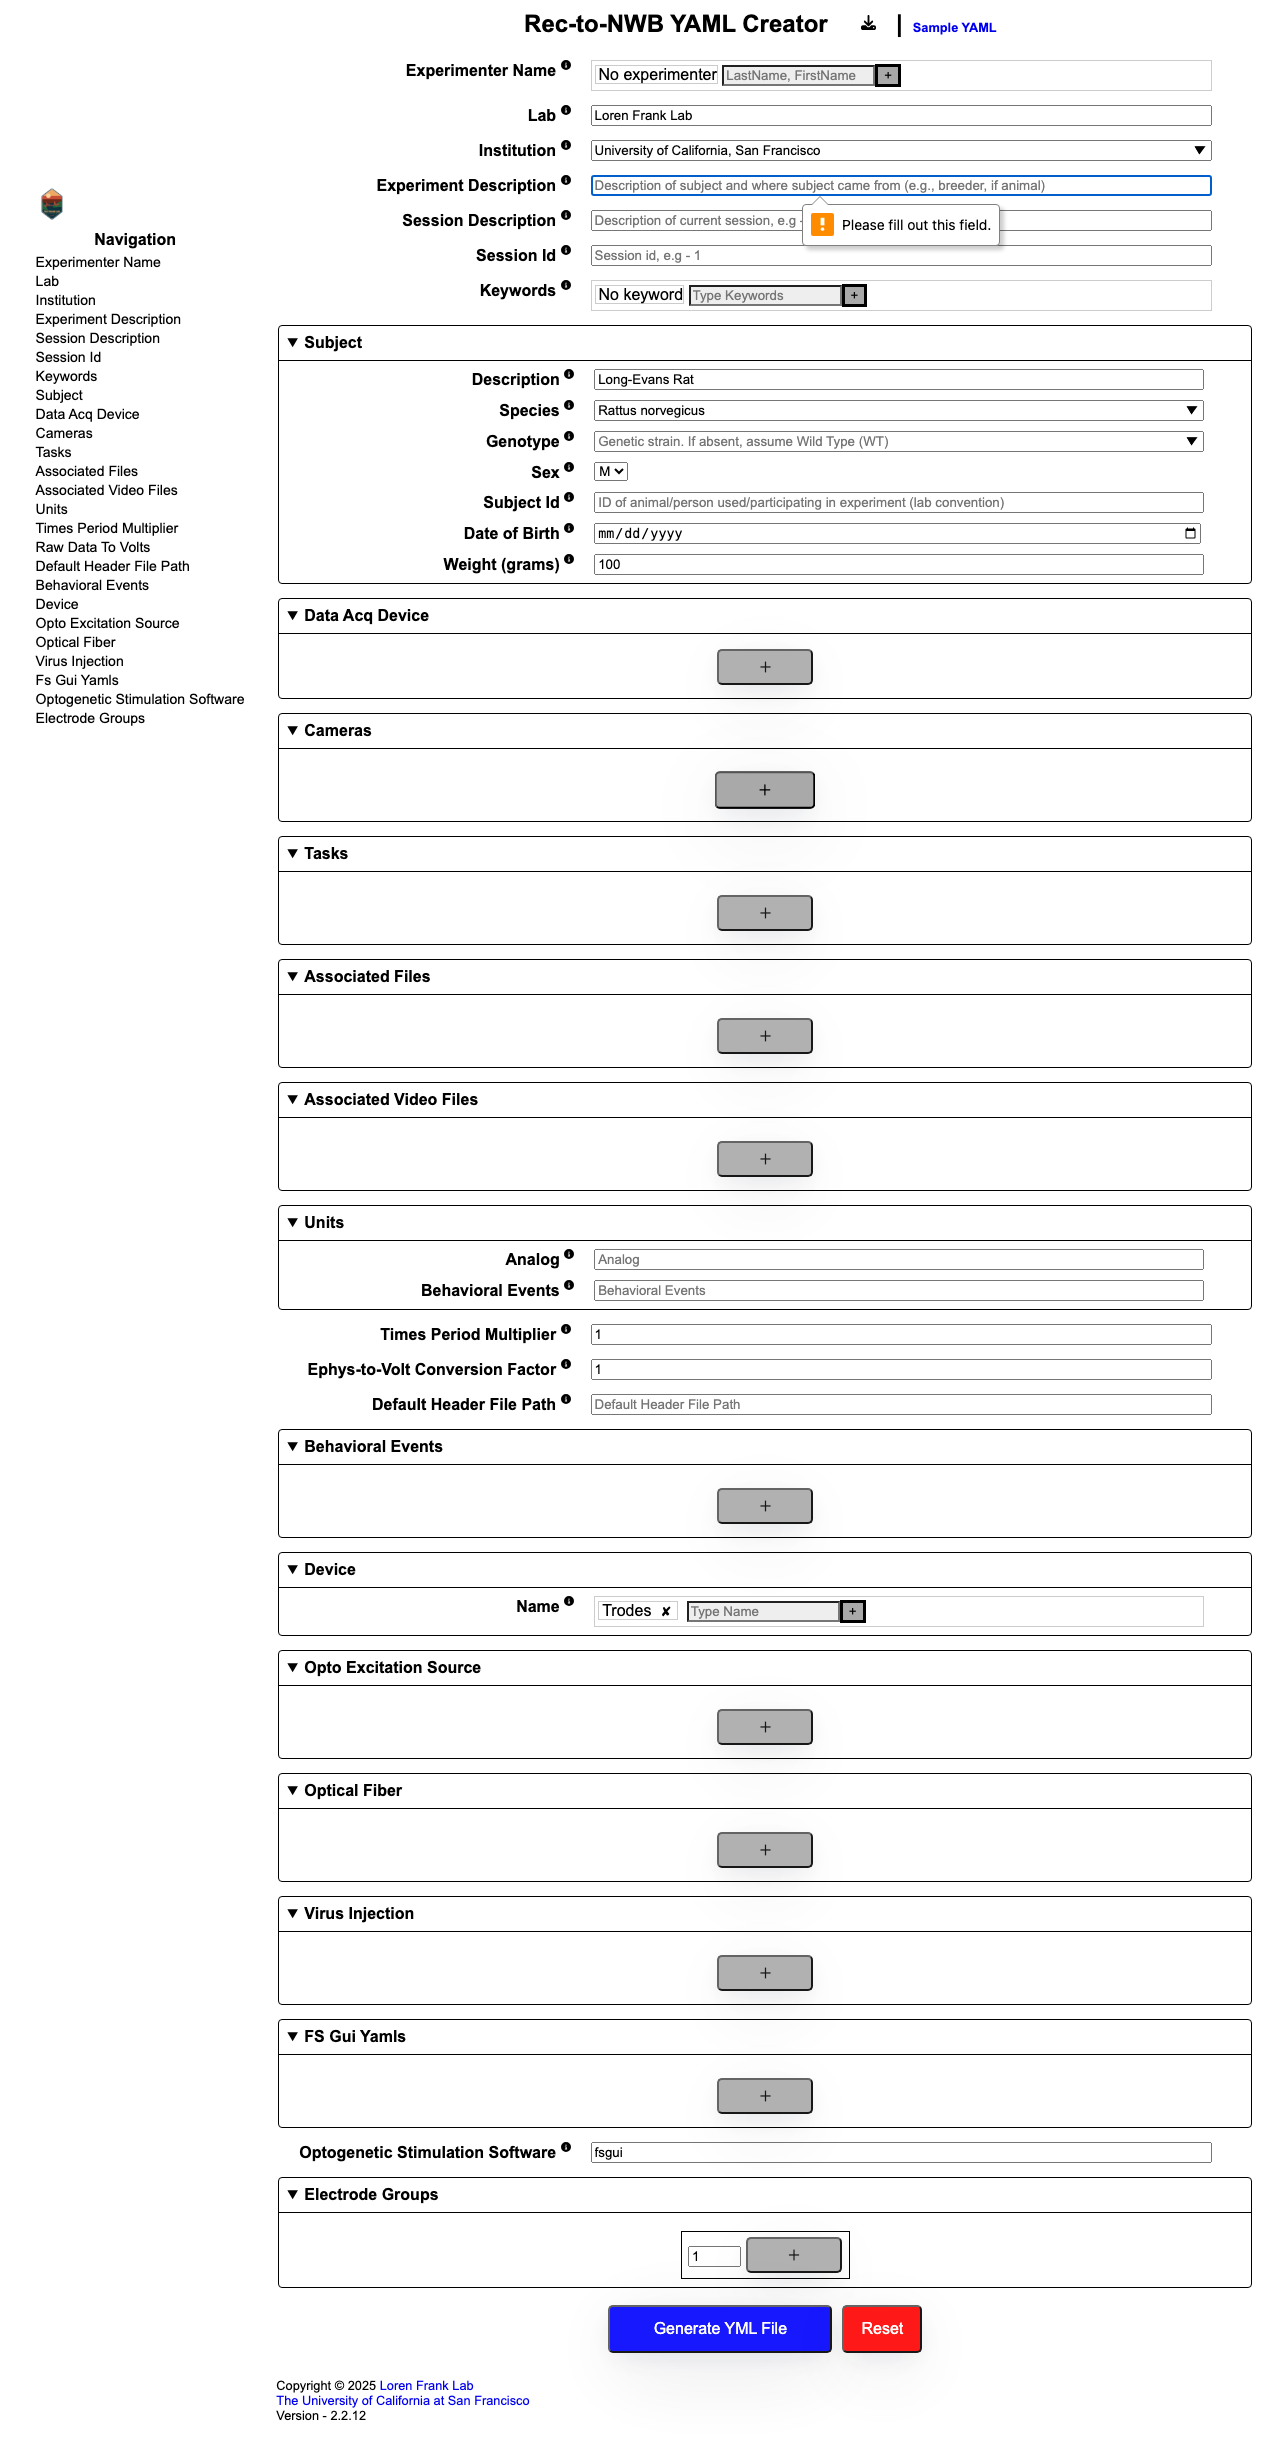 Rec-to-NWB YAML Creator | Sample YAML
Experimenter Name No experimenter LastName, FirstName +
Lab Loren Frank Lab
Institution University of California, San Francisco
Experiment Description Description of subject and where subject came from (e.g., breeder, if animal)
Session Description Description of current session, e.g -
Please fill out this field.
Session Id Session id, e.g - 1
Keywords No keyword Type Keywords +
Navigation
Experimenter Name
Lab
Institution
Experiment Description
Session Description
Session Id
Keywords
Subject
Data Acq Device
Cameras
Tasks
Associated Files
Associated Video Files
Units
Times Period Multiplier
Raw Data To Volts
Default Header File Path
Behavioral Events
Device
Opto Excitation Source
Optical Fiber
Virus Injection
Fs Gui Yamls
Optogenetic Stimulation Software
Electrode Groups
Subject
Description Long-Evans Rat
Species Rattus norvegicus
Genotype Genetic strain. If absent, assume Wild Type (WT)
Sex M
Subject Id ID of animal/person used/participating in experiment (lab convention)
Date of Birth mm/dd/yyyy
Weight (grams) 100
Data Acq Device
+
Cameras
+
Tasks
+
Associated Files
+
Associated Video Files
+
Units
Analog Analog
Behavioral Events Behavioral Events
Times Period Multiplier 1
Ephys-to-Volt Conversion Factor 1
Default Header File Path Default Header File Path
Behavioral Events
+
Device
Name Trodes ✘ Type Name +
Opto Excitation Source
+
Optical Fiber
+
Virus Injection
+
FS Gui Yamls
+
Optogenetic Stimulation Software fsgui
Electrode Groups
1 +
Generate YML File Reset
Copyright © 2025 Loren Frank Lab
The University of California at San Francisco
Version - 2.2.12